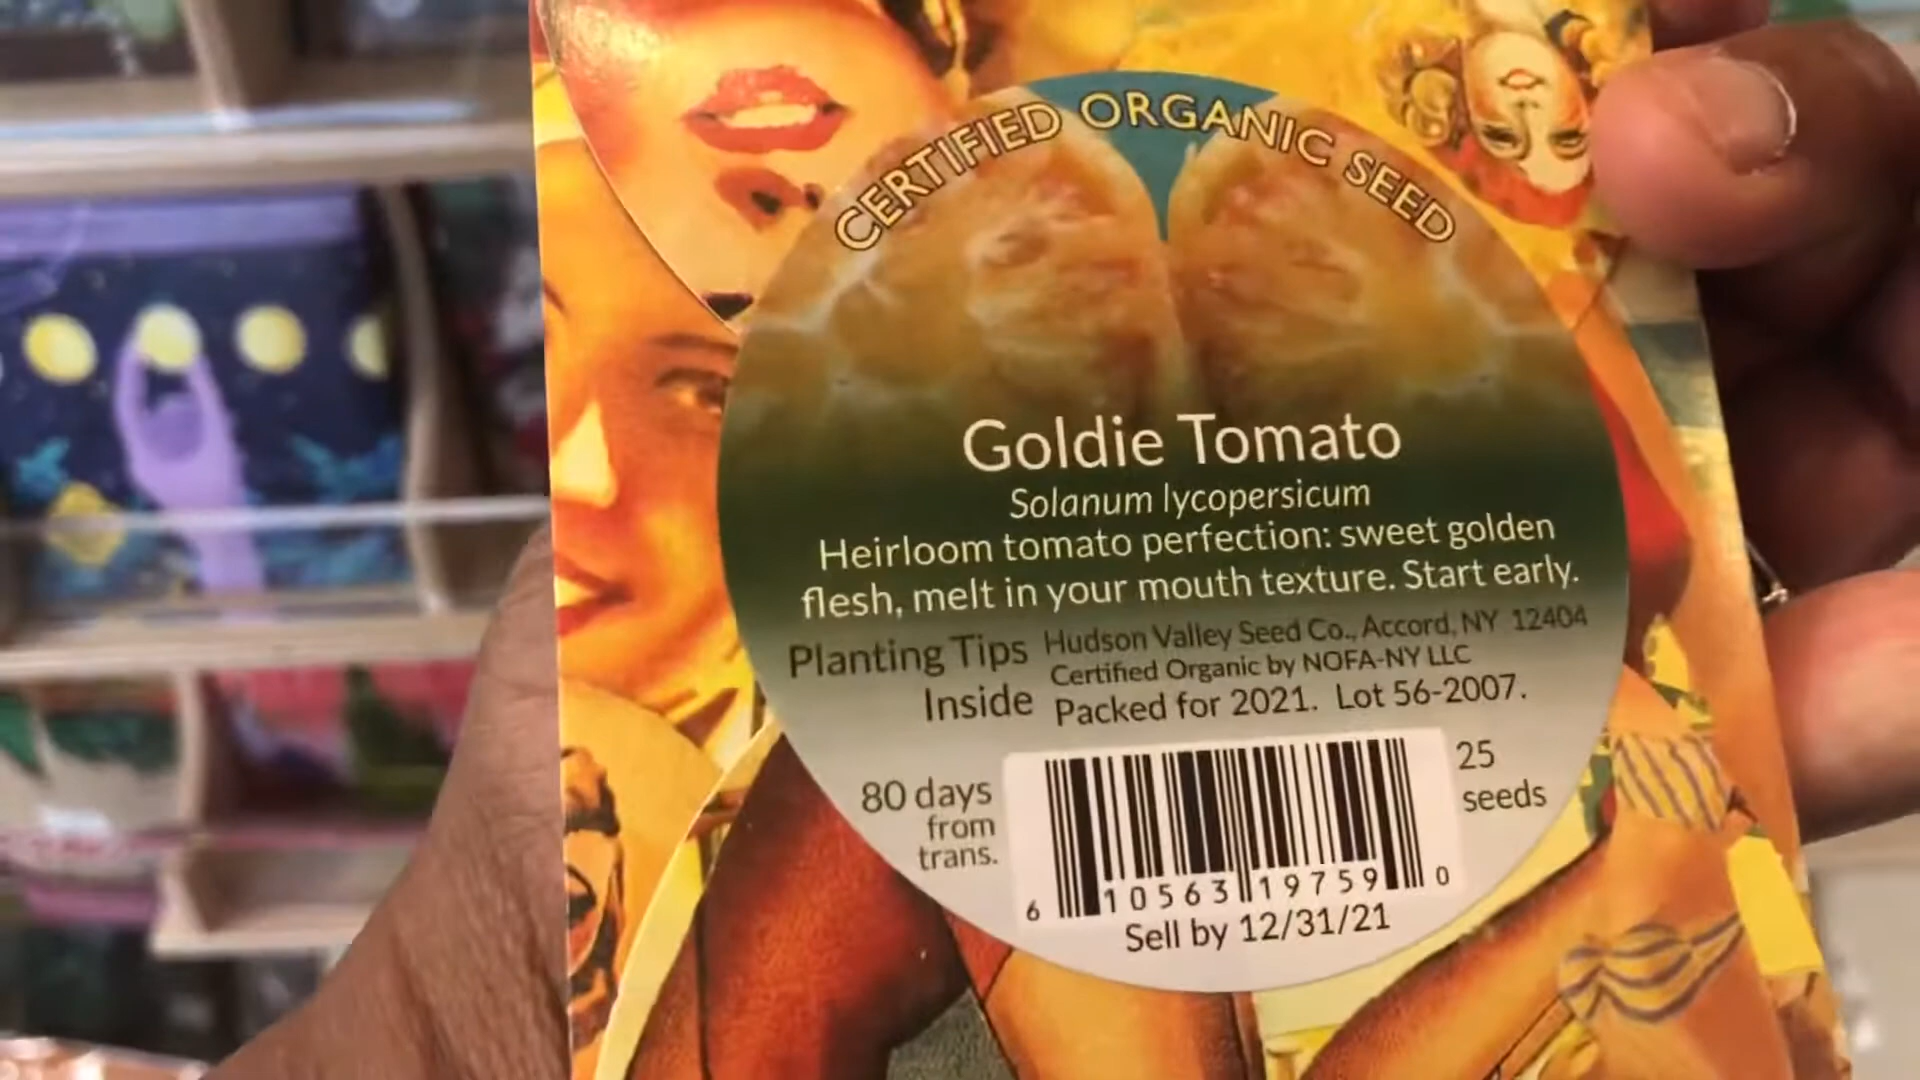 CERTIFIED ORGANIC SEED
Goldie Tomato
Solanum lycopersicum
Heirloom tomato perfection: sweet golden
flesh, melt in your mouth texture. Start early.
Planting Tips
Inside
Hudson Valley Seed Co., Accord, NY 12404
Certified Organic by NOFA-NY LLC
Packed for 2021. Lot 56-2007.
80 days
from
trans.
25
seeds
6 10563 19759 0
Sell by 12/31/21